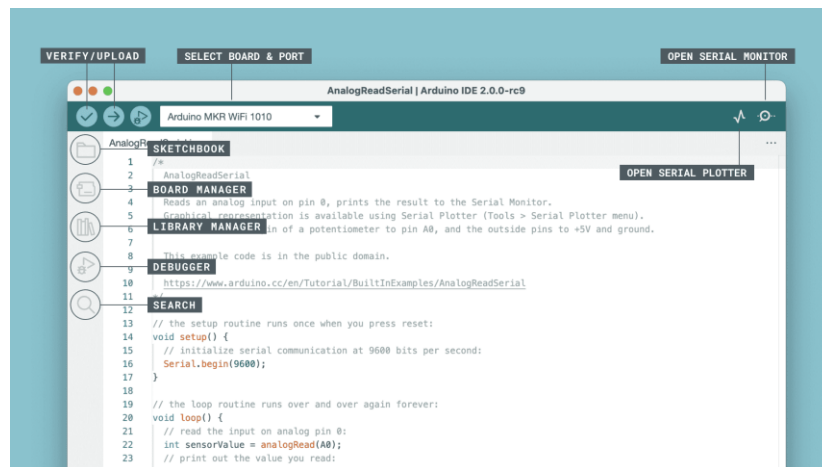 VERIFY/UPLOAD
SELECT BOARD & PORT
OPEN SERIAL MONITOR
AnalogReadSerial | Arduino IDE 2.0.0-rc9
Arduino MKR WiFi 1010
OPEN SERIAL PLOTTER
SKETCHBOOK
BOARD MANAGER
LIBRARY MANAGER
DEBUGGER
SEARCH
1 /*
2 AnalogReadSerial
3
4 Reads an analog input on pin 0, prints the result to the Serial Monitor.
5 Graphical representation is available using Serial Plotter (Tools > Serial Plotter menu).
6 of a potentiometer to pin A0, and the outside pins to +5V and ground.
7
8 This example code is in the public domain.
9
10 https://www.arduino.cc/en/Tutorial/BuiltInExamples/AnalogReadSerial
11 */
12
13 // the setup routine runs once when you press reset:
14 void setup() {
15 // initialize serial communication at 9600 bits per second:
16 Serial.begin(9600);
17 }
18
19 // the loop routine runs over and over again forever:
20 void loop() {
21 // read the input on analog pin 0:
22 int sensorValue = analogRead(A0);
23 // print out the value you read: